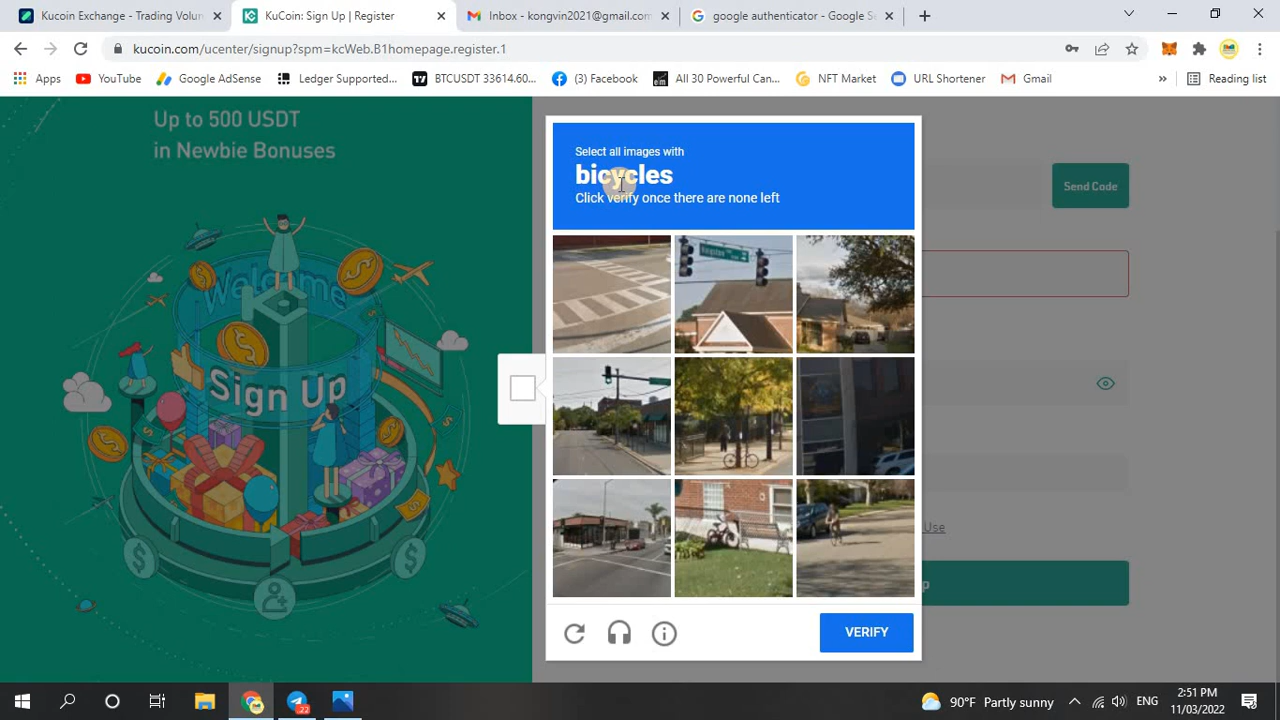 Kucoin Exchange - Trading Volu
KuCoin: Sign Up | Register
Inbox - kongvin2021@gmail.com
google authenticator - Google Se
kucoin.com/ucenter/signup?spm=kcWeb.B1homepage.register.1
Apps
YouTube
Google AdSense
Ledger Supported...
BTCUSDT 33614.60...
(3) Facebook
All 30 Powerful Can...
NFT Market
URL Shortener
Gmail
»
Reading list
Up to 500 USDT
in Newbie Bonuses
Welcome
Sign Up
Select all images with
bicycles
Click verify once there are none left
Send Code
Use
p
VERIFY
22
90°F Partly sunny
ENG
2:51 PM
11/03/2022